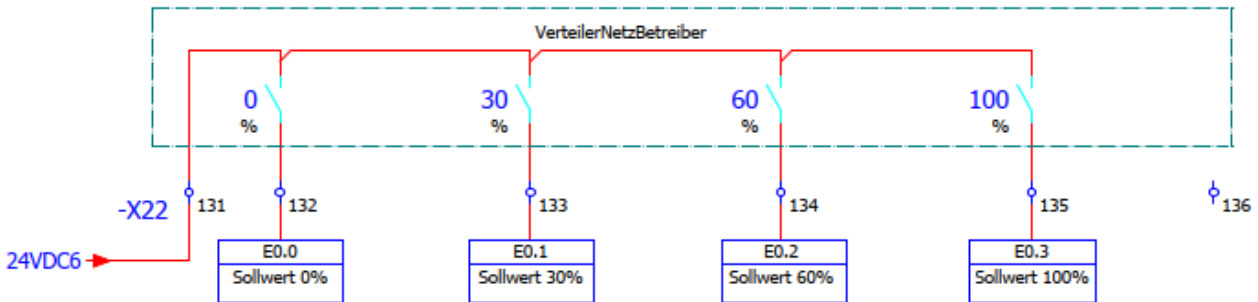 VerteilerNetzBetreiber
0
%
30
%
60
%
100
%
-X22
131
132
133
134
135
136
24VDC6
E0.0
Sollwert 0%
E0.1
Sollwert 30%
E0.2
Sollwert 60%
E0.3
Sollwert 100%